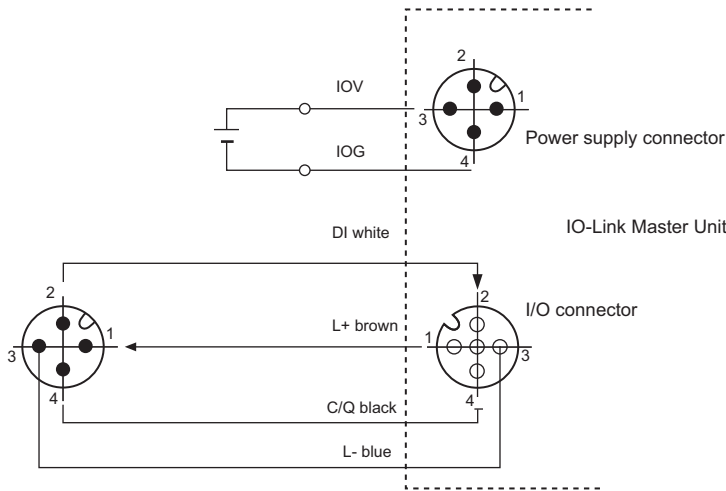 2
IOV
1
3
Power supply connector
IOG
4
IO-Link Master Unit
DI white
2
2
I/O connector
L+ brown
1
1
3
3
4
4
C/Q black
L- blue